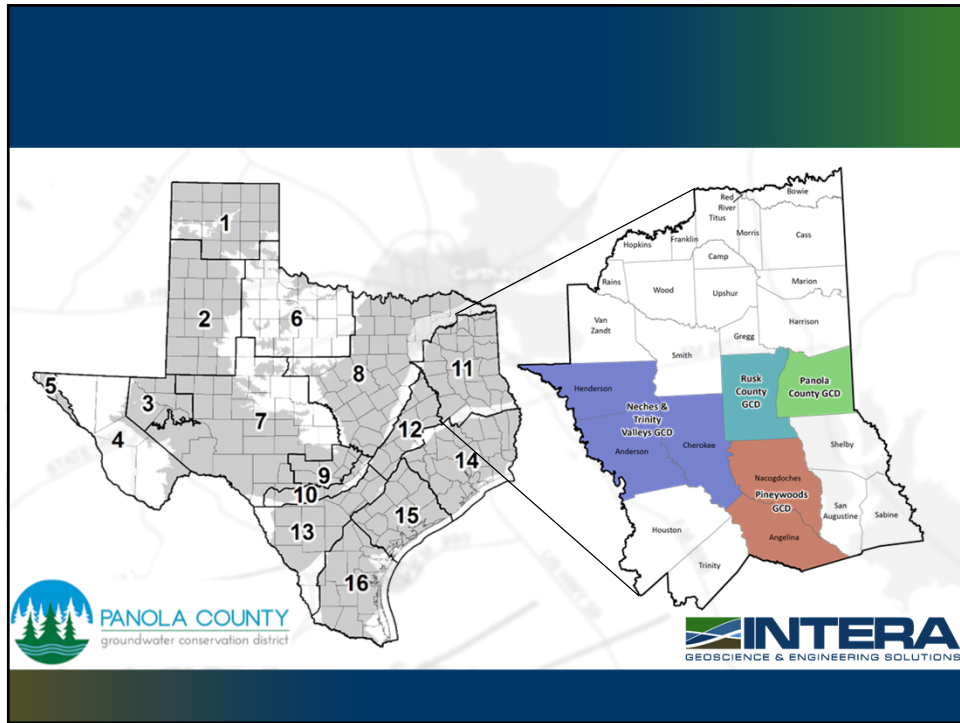 1
2
3
4
5
6
7
8
9
10
11
12
13
14
15
16
Red
River
Bowie
Titus
Morris
Cass
Hopkins
Franklin
Camp
Rains
Wood
Upshur
Marion
Van
Zandt
Gregg
Harrison
Smith
Henderson
Rusk
County
GCD
Panola
County GCD
Neches &
Trinity
Valleys GCD
Anderson
Cherokee
Shelby
Nacogdoches
Pineywoods
GCD
Angelina
San
Augustine
Sabine
Houston
Trinity
PANOLA COUNTY
groundwater conservation district
INTERA
GEOSCIENCE & ENGINEERING SOLUTIONS